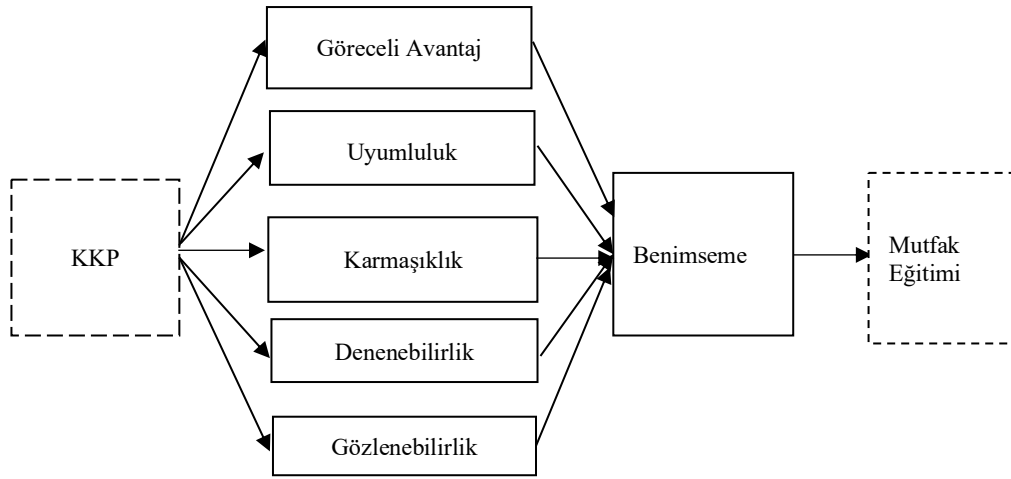 Göreceli Avantaj
Uyumluluk
KKP
Karmaşıklık
Benimseme
Mutfak
Eğitimi
Denenebilirlik
Gözlenebilirlik